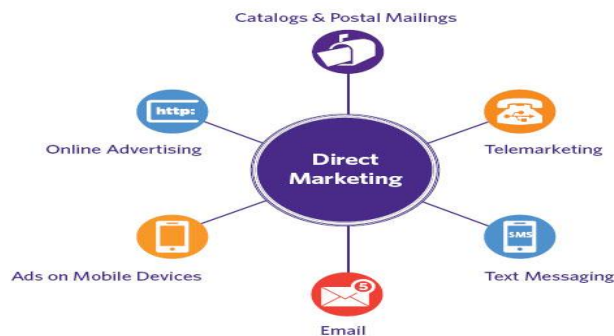 Catalogs & Postal Mailings
http:
Online Advertising
Telemarketing
Direct
Marketing
SMS
Ads on Mobile Devices
Text Messaging
5
Email